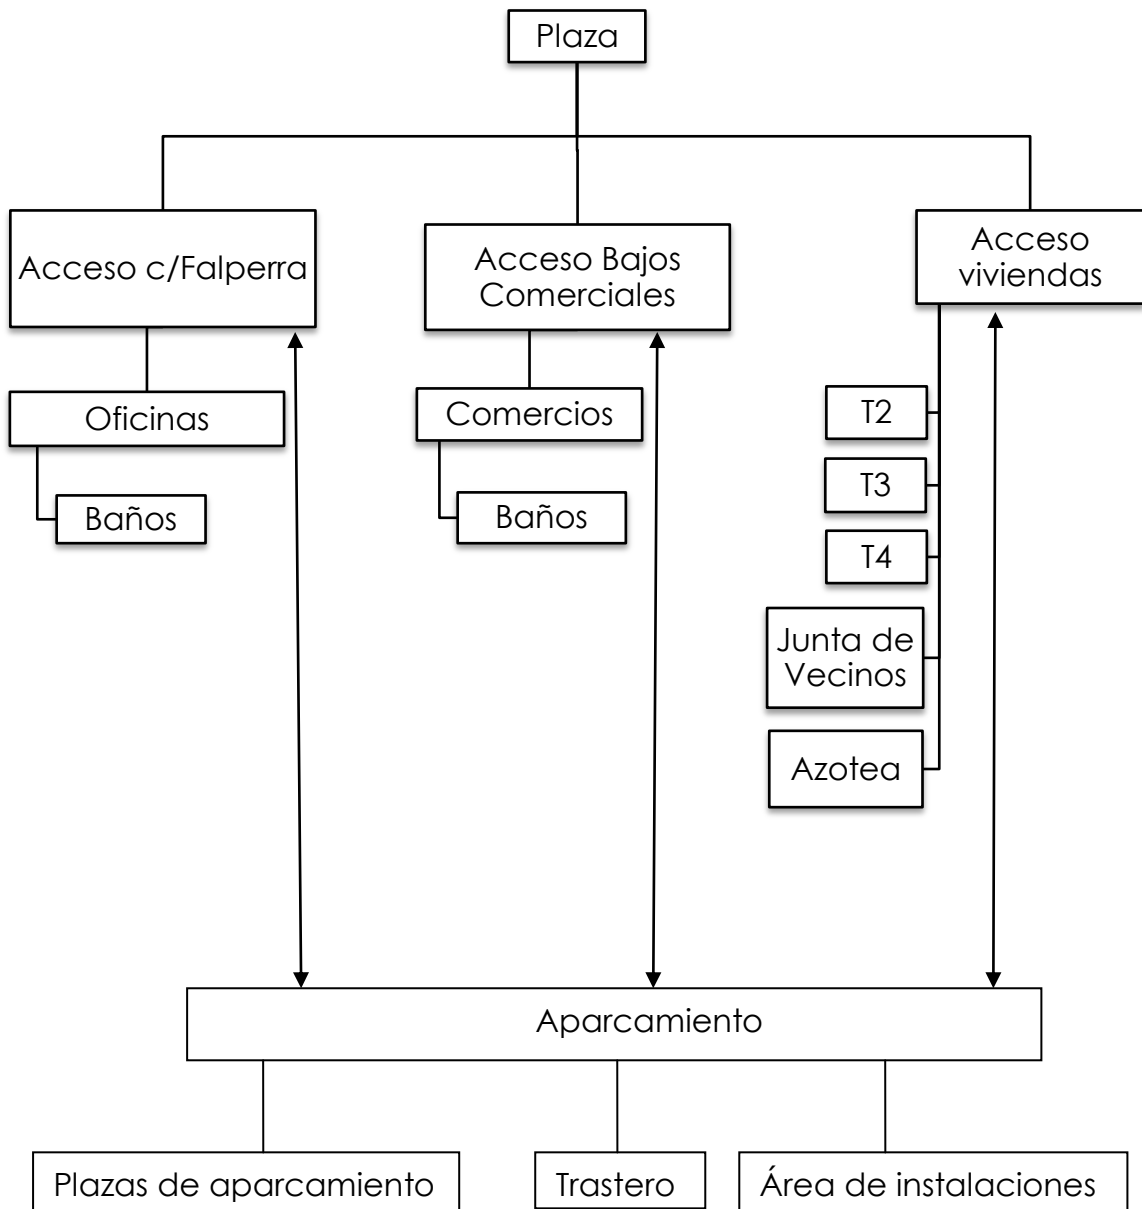 Plaza
Acceso c/Falperra
Acceso Bajos
Comerciales
Acceso
viviendas
Oficinas
Baños
Comercios
Baños
T2
T3
T4
Junta de
Vecinos
Azotea
Aparcamiento
Plazas de aparcamiento
Trastero
Área de instalaciones